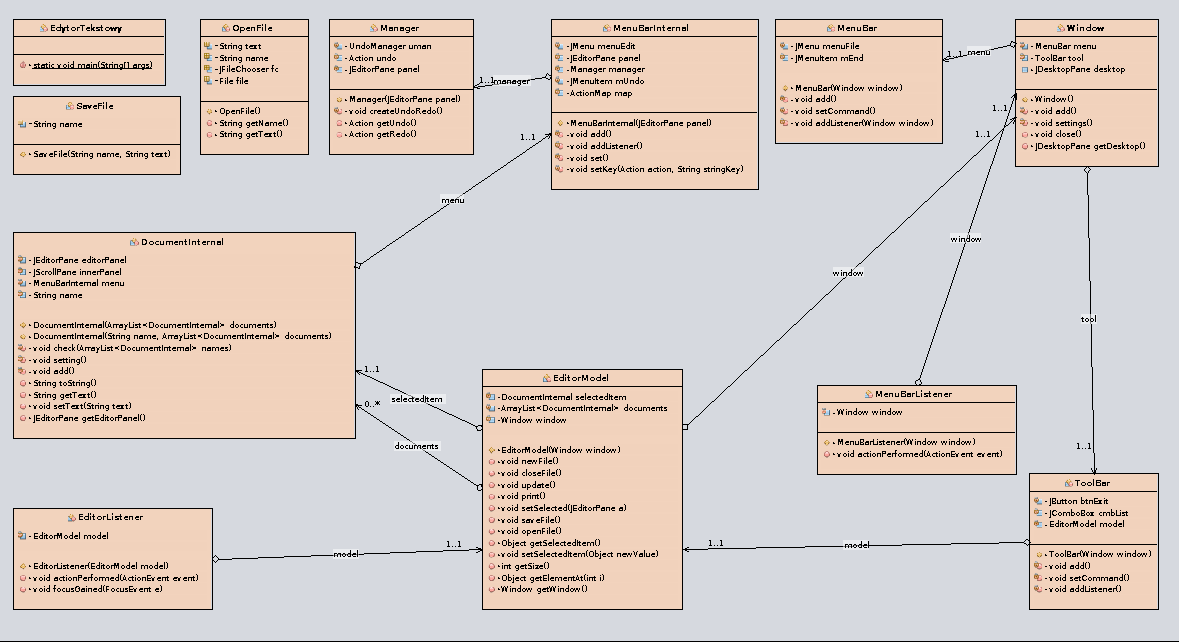 EdytorTekstowy
static void main(String[] args)
SaveFile
-String name
SaveFile(String name, String text)
OpenFile
-String text
-String name
-JFileChooser fc
-File file
OpenFile()
String getName()
String getText()
Manager
-UndoManager uman
-Action undo
-JEditorPane panel
Manager(JEditorPane panel)
-void createUndoRedo()
Action getUndo()
Action getRedo()
1..1
manager
MenuBarInternal
-JMenu menuEdit
-JEditorPane panel
-Manager manager
-JMenuItem mUndo
-ActionMap map
MenuBarInternal(JEditorPane panel)
-void add()
-void addListener()
-void set()
-void setKey(Action action, String stringKey)
MenuBar
-JMenu menuFile
-JMenuItem mEnd
MenuBar(Window window)
-void add()
-void setCommand()
-void addListener(Window window)
1..1
menu
Window
-MenuBar menu
-ToolBar tool
-JDesktopPane desktop
Window()
-void add()
-void settings()
void close()
JDesktopPane getDesktop()
1..1
1..1
1..1
menu
window
window
tool
1..1
DocumentInternal
-JEditorPane editorPanel
-JScrollPane innerPanel
-MenuBarInternal menu
-String name
DocumentInternal(ArrayList<DocumentInternal> documents)
DocumentInternal(String name, ArrayList<DocumentInternal> documents)
-void check(ArrayList<DocumentInternal> names)
-void setting()
-void add()
String toString()
String getText()
void setText(String text)
JEditorPane getEditorPanel()
1..1
selectedItem
0..*
documents
EditorModel
-DocumentInternal selectedItem
-ArrayList<DocumentInternal> documents
-Window window
EditorModel(Window window)
void newFile()
void closeFile()
void update()
void print()
void setSelected(JEditorPane a)
void saveFile()
void openFile()
Object getSelectedItem()
void setSelectedItem(Object newValue)
int getSize()
Object getElementAt(int i)
Window getWindow()
MenuBarListener
-Window window
MenuBarListener(Window window)
void actionPerformed(ActionEvent event)
EditorListener
-EditorModel model
EditorListener(EditorModel model)
void actionPerformed(ActionEvent event)
void focusGained(FocusEvent e)
model
1..1
1..1
model
ToolBar
-JButton btnExit
-JComboBox cmbList
-EditorModel model
ToolBar(Window window)
-void add()
-void setCommand()
-void addListener()